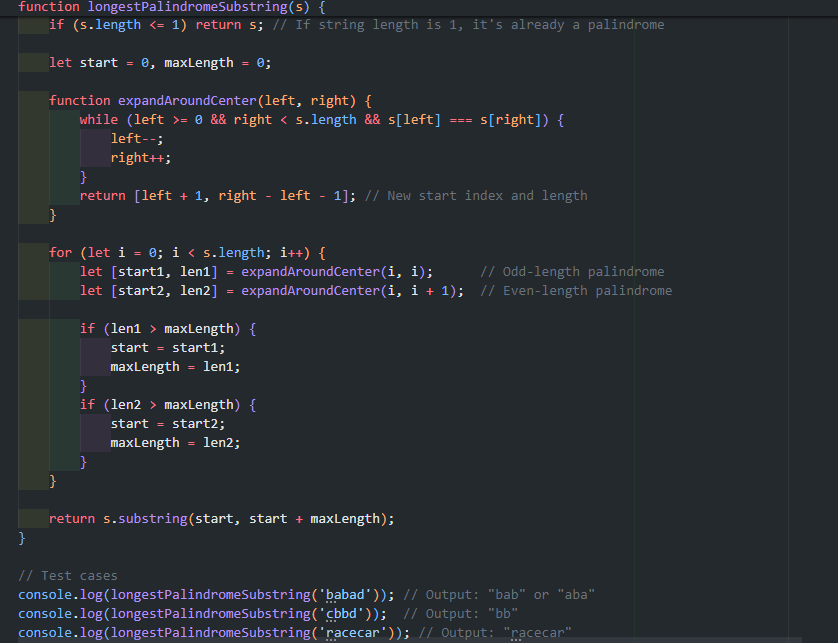 function longestPalindromeSubstring(s) {
    if (s.length <= 1) return s; // If string length is 1, it's already a palindrome
    let start = 0, maxLength = 0;
    function expandAroundCenter(left, right) {
        while (left >= 0 && right < s.length && s[left] === s[right]) {
            left--;
            right++;
        }
        return [left + 1, right - left - 1]; // New start index and length
    }
    for (let i = 0; i < s.length; i++) {
        let [start1, len1] = expandAroundCenter(i, i);      // Odd-length palindrome
        let [start2, len2] = expandAroundCenter(i, i + 1);  // Even-length palindrome
        if (len1 > maxLength) {
            start = start1;
            maxLength = len1;
        }
        if (len2 > maxLength) {
            start = start2;
            maxLength = len2;
        }
    }
    return s.substring(start, start + maxLength);
}
// Test cases
console.log(longestPalindromeSubstring('babad')); // Output: "bab" or "aba"
console.log(longestPalindromeSubstring('cbbd'));  // Output: "bb"
console.log(longestPalindromeSubstring('racecar')); // Output: "racecar"